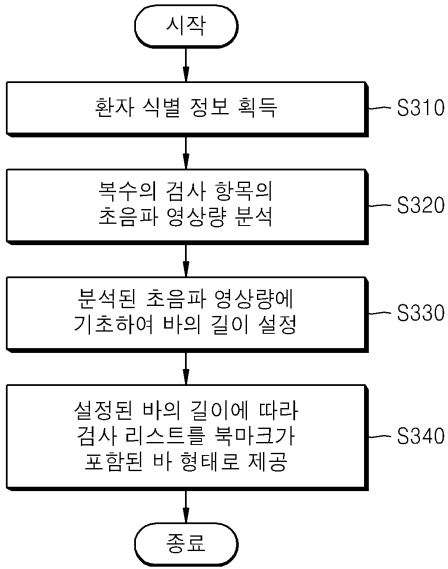 시작
환자 식별 정보 획득
S310
복수의 검사 항목의
초음파 영상량 분석
S320
분석된 초음파 영상량에
기초하여 바의 길이 설정
S330
설정된 바의 길이에 따라
검사 리스트를 북마크가
포함된 바 형태로 제공
S340
종료